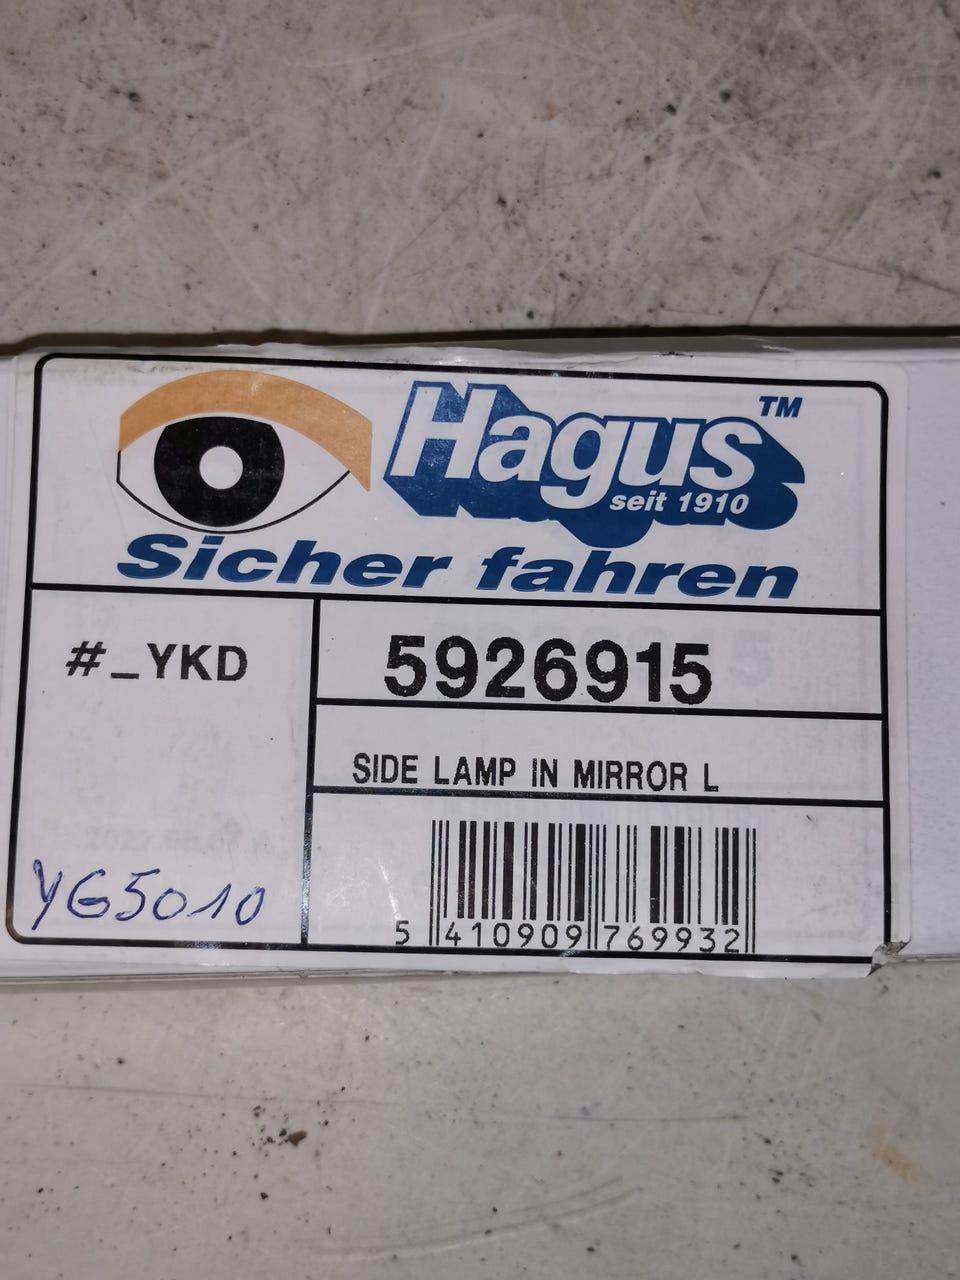 Hagus™
seit 1910
Sicher fahren
#_YKD
5926915
SIDE LAMP IN MIRROR L
YG5010
5 410909 769932